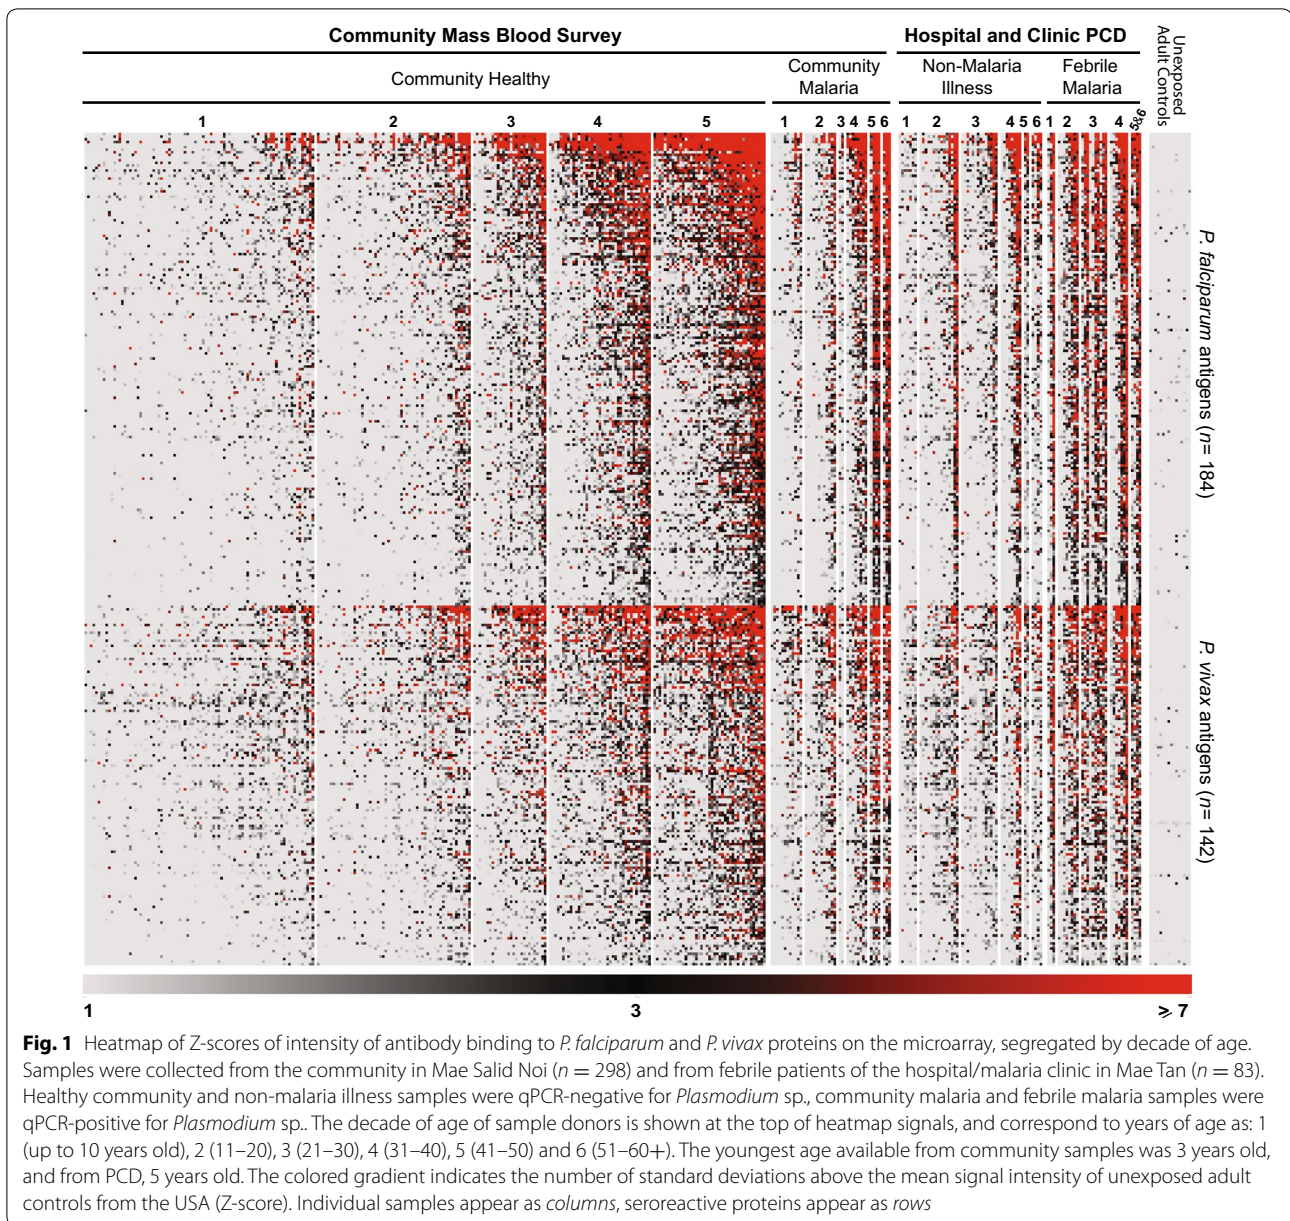 Community Mass Blood Survey
Hospital and Clinic PCD
Unexposed
Adult Controls
Community Healthy
Community
Malaria
Non-Malaria
Illness
Febrile
Malaria
1 2 3 4 5 1 2 3 4 5 6 1 2 3 4 5 6 1 2 3 4 5&6
P. falciparum antigens (n= 184)
P. vivax antigens (n= 142)
1 3 ⩾ 7
Fig. 1 Heatmap of Z-scores of intensity of antibody binding to P. falciparum and P. vivax proteins on the microarray, segregated by decade of age.
Samples were collected from the community in Mae Salid Noi (n = 298) and from febrile patients of the hospital/malaria clinic in Mae Tan (n = 83).
Healthy community and non-malaria illness samples were qPCR-negative for Plasmodium sp., community malaria and febrile malaria samples were
qPCR-positive for Plasmodium sp.. The decade of age of sample donors is shown at the top of heatmap signals, and correspond to years of age as: 1
(up to 10 years old), 2 (11–20), 3 (21–30), 4 (31–40), 5 (41–50) and 6 (51–60+). The youngest age available from community samples was 3 years old,
and from PCD, 5 years old. The colored gradient indicates the number of standard deviations above the mean signal intensity of unexposed adult
controls from the USA (Z-score). Individual samples appear as columns, seroreactive proteins appear as rows